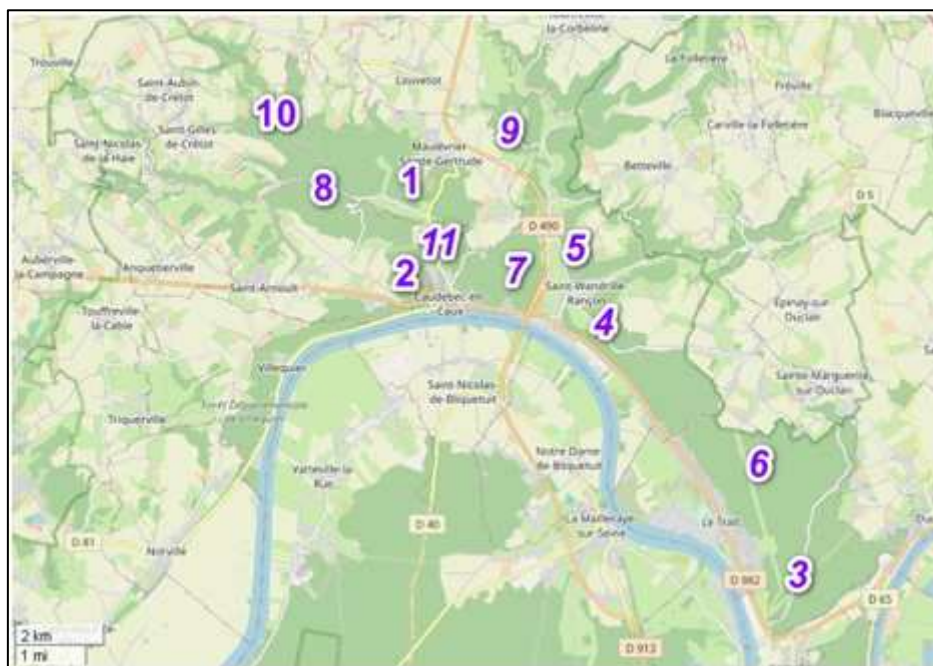 la Corbeline
Trouville
La Folletière
Saint-Aubin-
de-Crétot
Louvetot
Fréville
10
9
Blacqueville
Carville-la-Folletière
Saint-Gilles-
de-Crétot
Saint-Nicolas-
de-la-Haie
Maulévrier-
Sainte-Gertrude
Betteville
8
1
D 5
D 490
11
5
Auberville-
la-Campagne
Anquetierville
2
7
Saint-Arnoult
Saint-Wandrille-
Rançon
Caudebec-en-
Caux
Epinay-sur-
Duclair
4
Touffreville-
la-Cable
Villequier
Sainte-Marguerite-
sur-Duclair
Saint-Nicolas-
de-Bliquetuit
Triquerville
Notre-Dame-
de-Bliquetuit
6
Vatteville-la-
Rue
La Mailleraye-
sur-Seine
Le Trait
D 40
D 81
Norville
3
D 982
D 65
2 km
1 mi
D 913